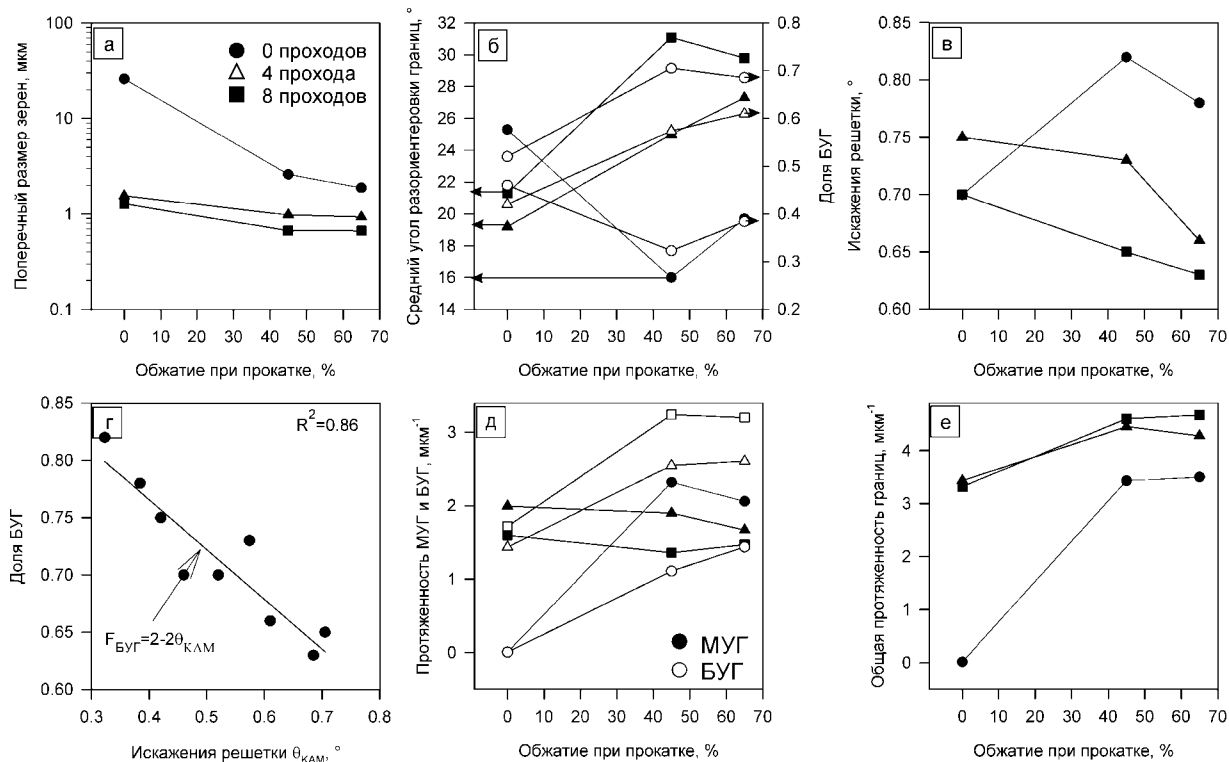 а
Поперечный размер зерен, мкм
100
10
1
0.1
0 проходов
4 прохода
8 проходов
0 10 20 30 40 50 60 70
Обжатие при прокатке, %
б
Средний угол разориентеровки границ, °
32
30
28
26
24
22
20
18
16
14
0.8
0.7
0.6
0.5
0.4
0.3
0.2
Доля БУГ
0 10 20 30 40 50 60 70
Обжатие при прокатке, %
в
Искажения решетки, °
0.85
0.80
0.75
0.70
0.65
0.60
0 10 20 30 40 50 60 70
Обжатие при прокатке, %
г
R²=0.86
Доля БУГ
0.85
0.80
0.75
0.70
0.65
0.60
F_БУГ=2-2θ_КАМ
0.3 0.4 0.5 0.6 0.7 0.8
Искажения решетки θ_КАМ, °
д
Протяженность МУГ и БУГ, мкм⁻¹
3
2
1
0
МУГ
БУГ
0 10 20 30 40 50 60 70
Обжатие при прокатке, %
е
Общая протяженность границ, мкм⁻¹
4
3
2
1
0
0 10 20 30 40 50 60 70
Обжатие при прокатке, %